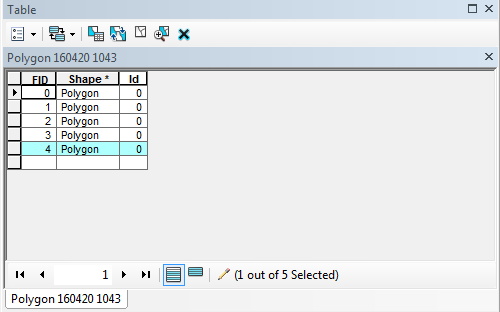 Table
Polygon 160420 1043
FID Shape * Id
0 Polygon 0
1 Polygon 0
2 Polygon 0
3 Polygon 0
4 Polygon 0
1 (1 out of 5 Selected)
Polygon 160420 1043